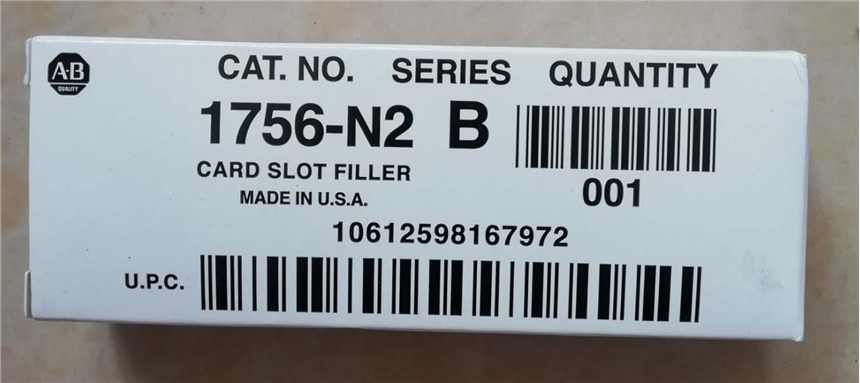 A-B
QUALITY
CAT. NO. SERIES QUANTITY
1756-N2 B
CARD SLOT FILLER
MADE IN U.S.A.
001
10612598167972
U.P.C.